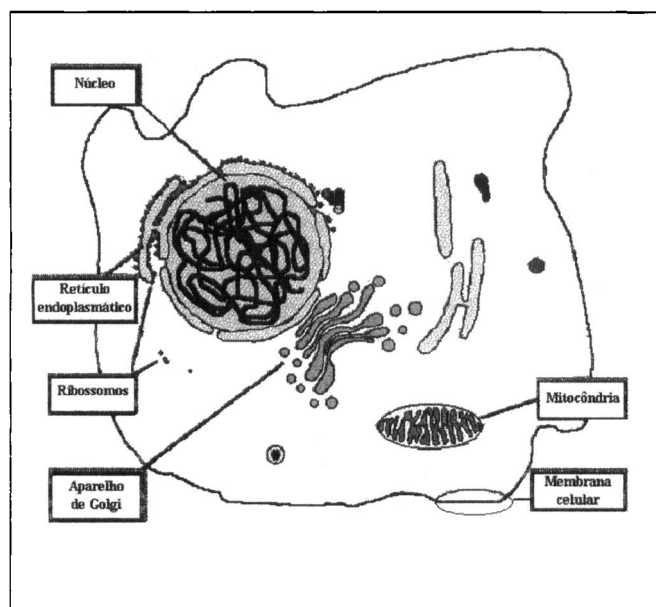 Núcleo
Retículo
endoplasmático
Ribossomos
Aparelho
de Golgi
Mitocôndria
Membrana
celular